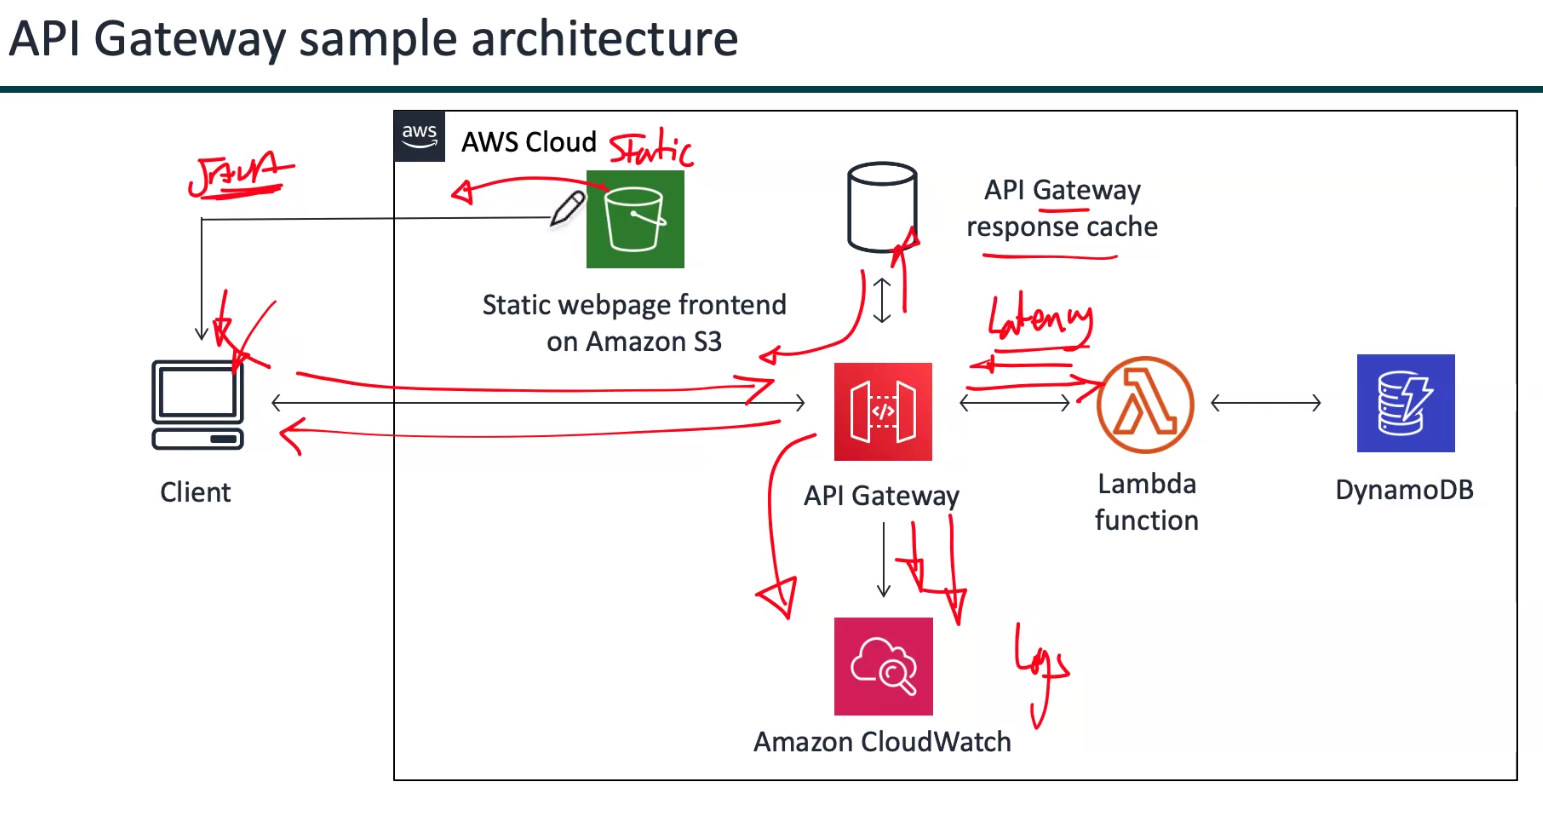 API Gateway sample architecture
aws
AWS Cloud
Static
API Gateway
response cache
Static webpage frontend
on Amazon S3
Latency
</>
Client
API Gateway
Lambda
function
DynamoDB
Logs
Amazon CloudWatch